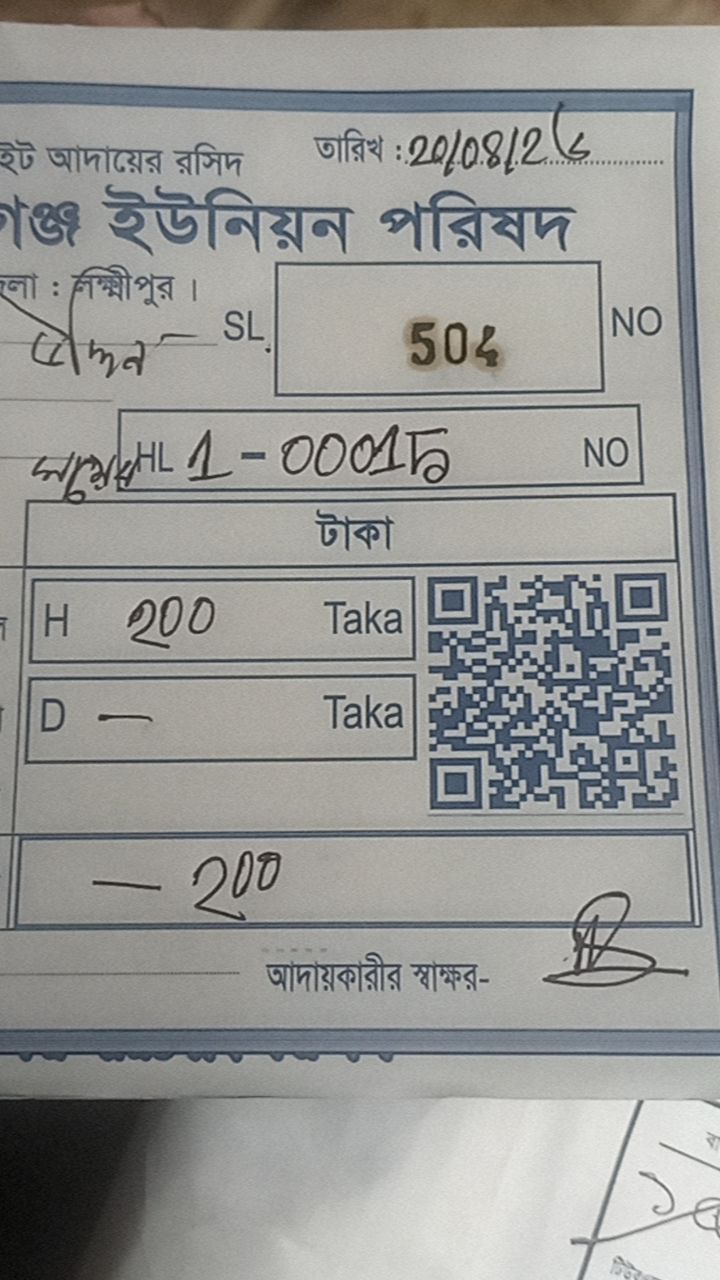 ইট আদায়ের রসিদ তারিখ : 20/08/2
গঞ্জ ইউনিয়ন পরিষদ
লা : লক্ষ্মীপুর ।
SL. 504 NO
HL 1-00015 NO
টাকা
H 200 Taka
D — Taka
— 200
আদায়কারীর স্বাক্ষর-